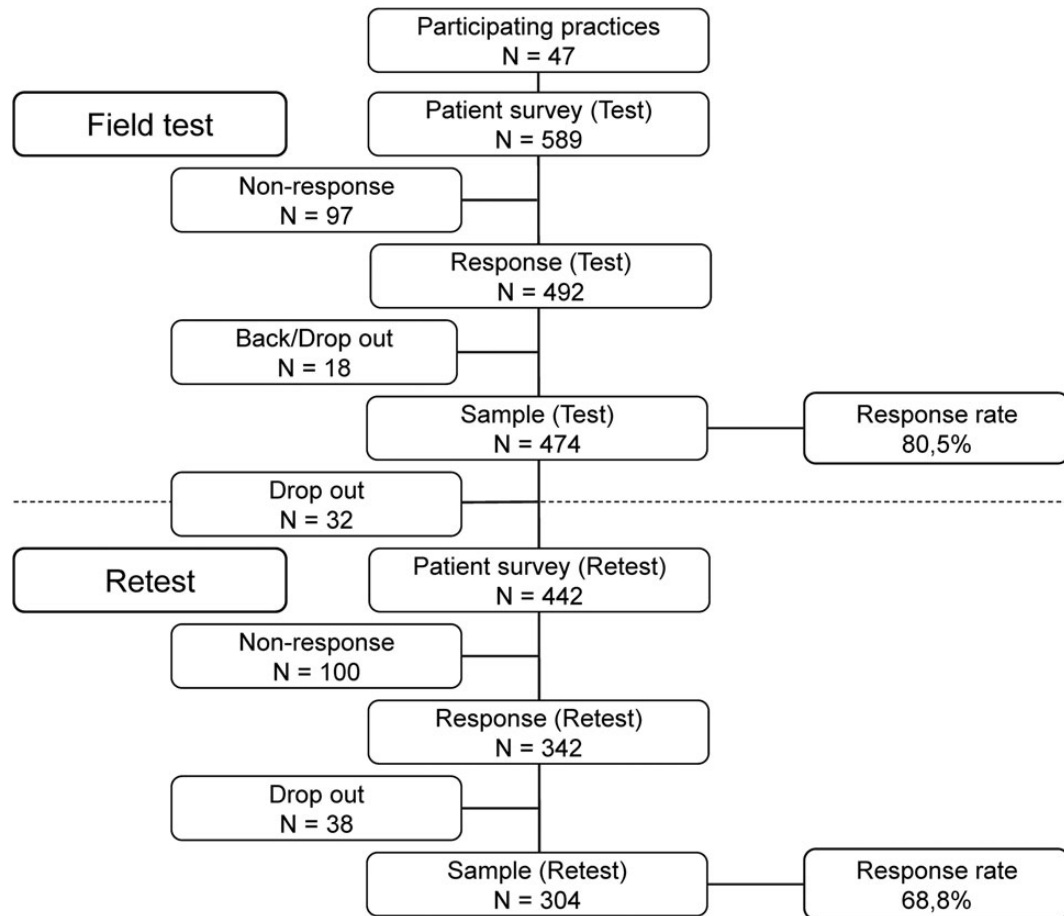 Participating practices
N = 47
Field test
Patient survey (Test)
N = 589
Non-response
N = 97
Response (Test)
N = 492
Back/Drop out
N = 18
Sample (Test)
N = 474
Response rate
80,5%
Drop out
N = 32
Retest
Patient survey (Retest)
N = 442
Non-response
N = 100
Response (Retest)
N = 342
Drop out
N = 38
Sample (Retest)
N = 304
Response rate
68,8%